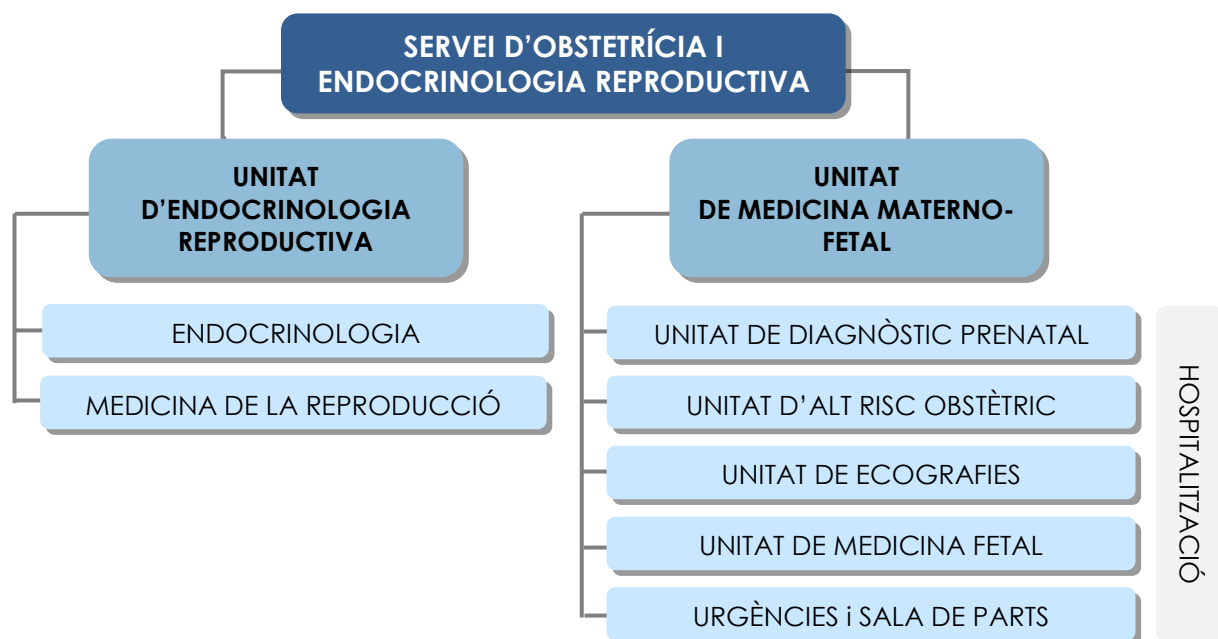 SERVEI D’OBSTETRÍCIA I
ENDOCRINOLOGIA REPRODUCTIVA
UNITAT
D’ENDOCRINOLOGIA
REPRODUCTIVA
ENDOCRINOLOGIA
MEDICINA DE LA REPRODUCCIÓ
UNITAT
DE MEDICINA MATERNO-
FETAL
UNITAT DE DIAGNÒSTIC PRENATAL
UNITAT D’ALT RISC OBSTÈTRIC
UNITAT DE ECOGRAFIES
UNITAT DE MEDICINA FETAL
URGÈNCIES i SALA DE PARTS
HOSPITALITZACIÓ